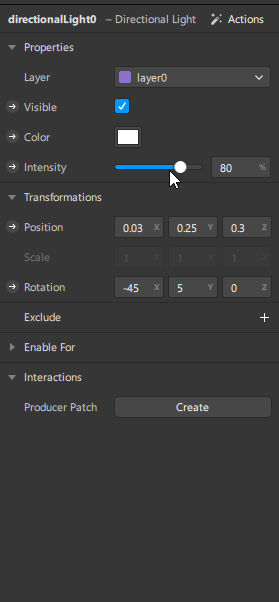 directionalLight0 – Directional Light Actions
Properties
Layer layer0
Visible
Color
Intensity 80 %
Transformations
Position 0.03 X 0.25 Y 0.3 Z
Scale 1 X 1 Y 1 Z
Rotation -45 X 5 Y 0 Z
Exclude +
Enable For
Interactions
Producer Patch Create